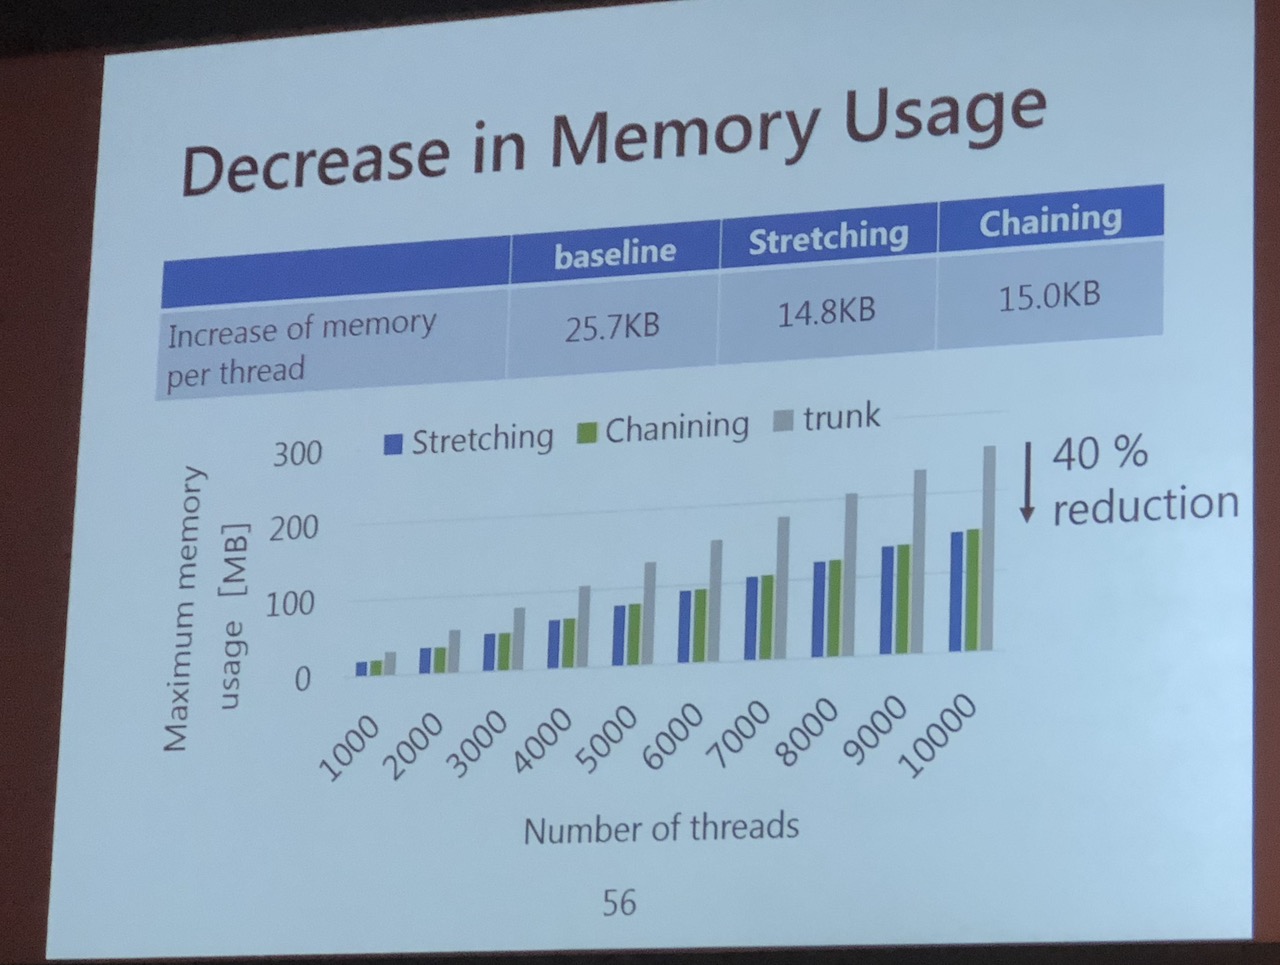 Decrease in Memory Usage
baseline Stretching Chaining
Increase of memory
per thread
25.7KB 14.8KB 15.0KB
Stretching Chanining trunk
300
200
100
0
Maximum memory
usage [MB]
40 %
reduction
1000 2000 3000 4000 5000 6000 7000 8000 9000 10000
Number of threads
56